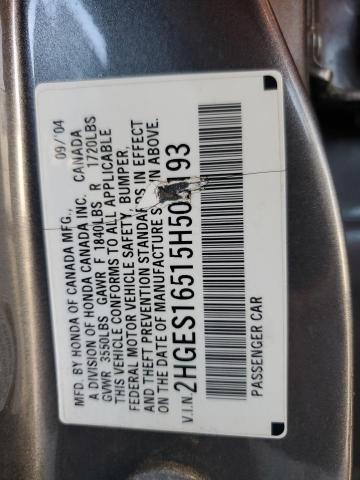 MFD. BY HONDA OF CANADA MFG., 09/'04
A DIVISION OF HONDA CANADA INC. CANADA
GVWR 3550LBS GAWR F 1840LBS R 1720LBS
THIS VEHICLE CONFORMS TO ALL APPLICABLE
FEDERAL MOTOR VEHICLE SAFETY, BUMPER,
AND THEFT PREVENTION STANDARDS IN EFFECT
ON THE DATE OF MANUFACTURE SHOWN ABOVE.
V.I.N. 2HGES16515H50 193
PASSENGER CAR